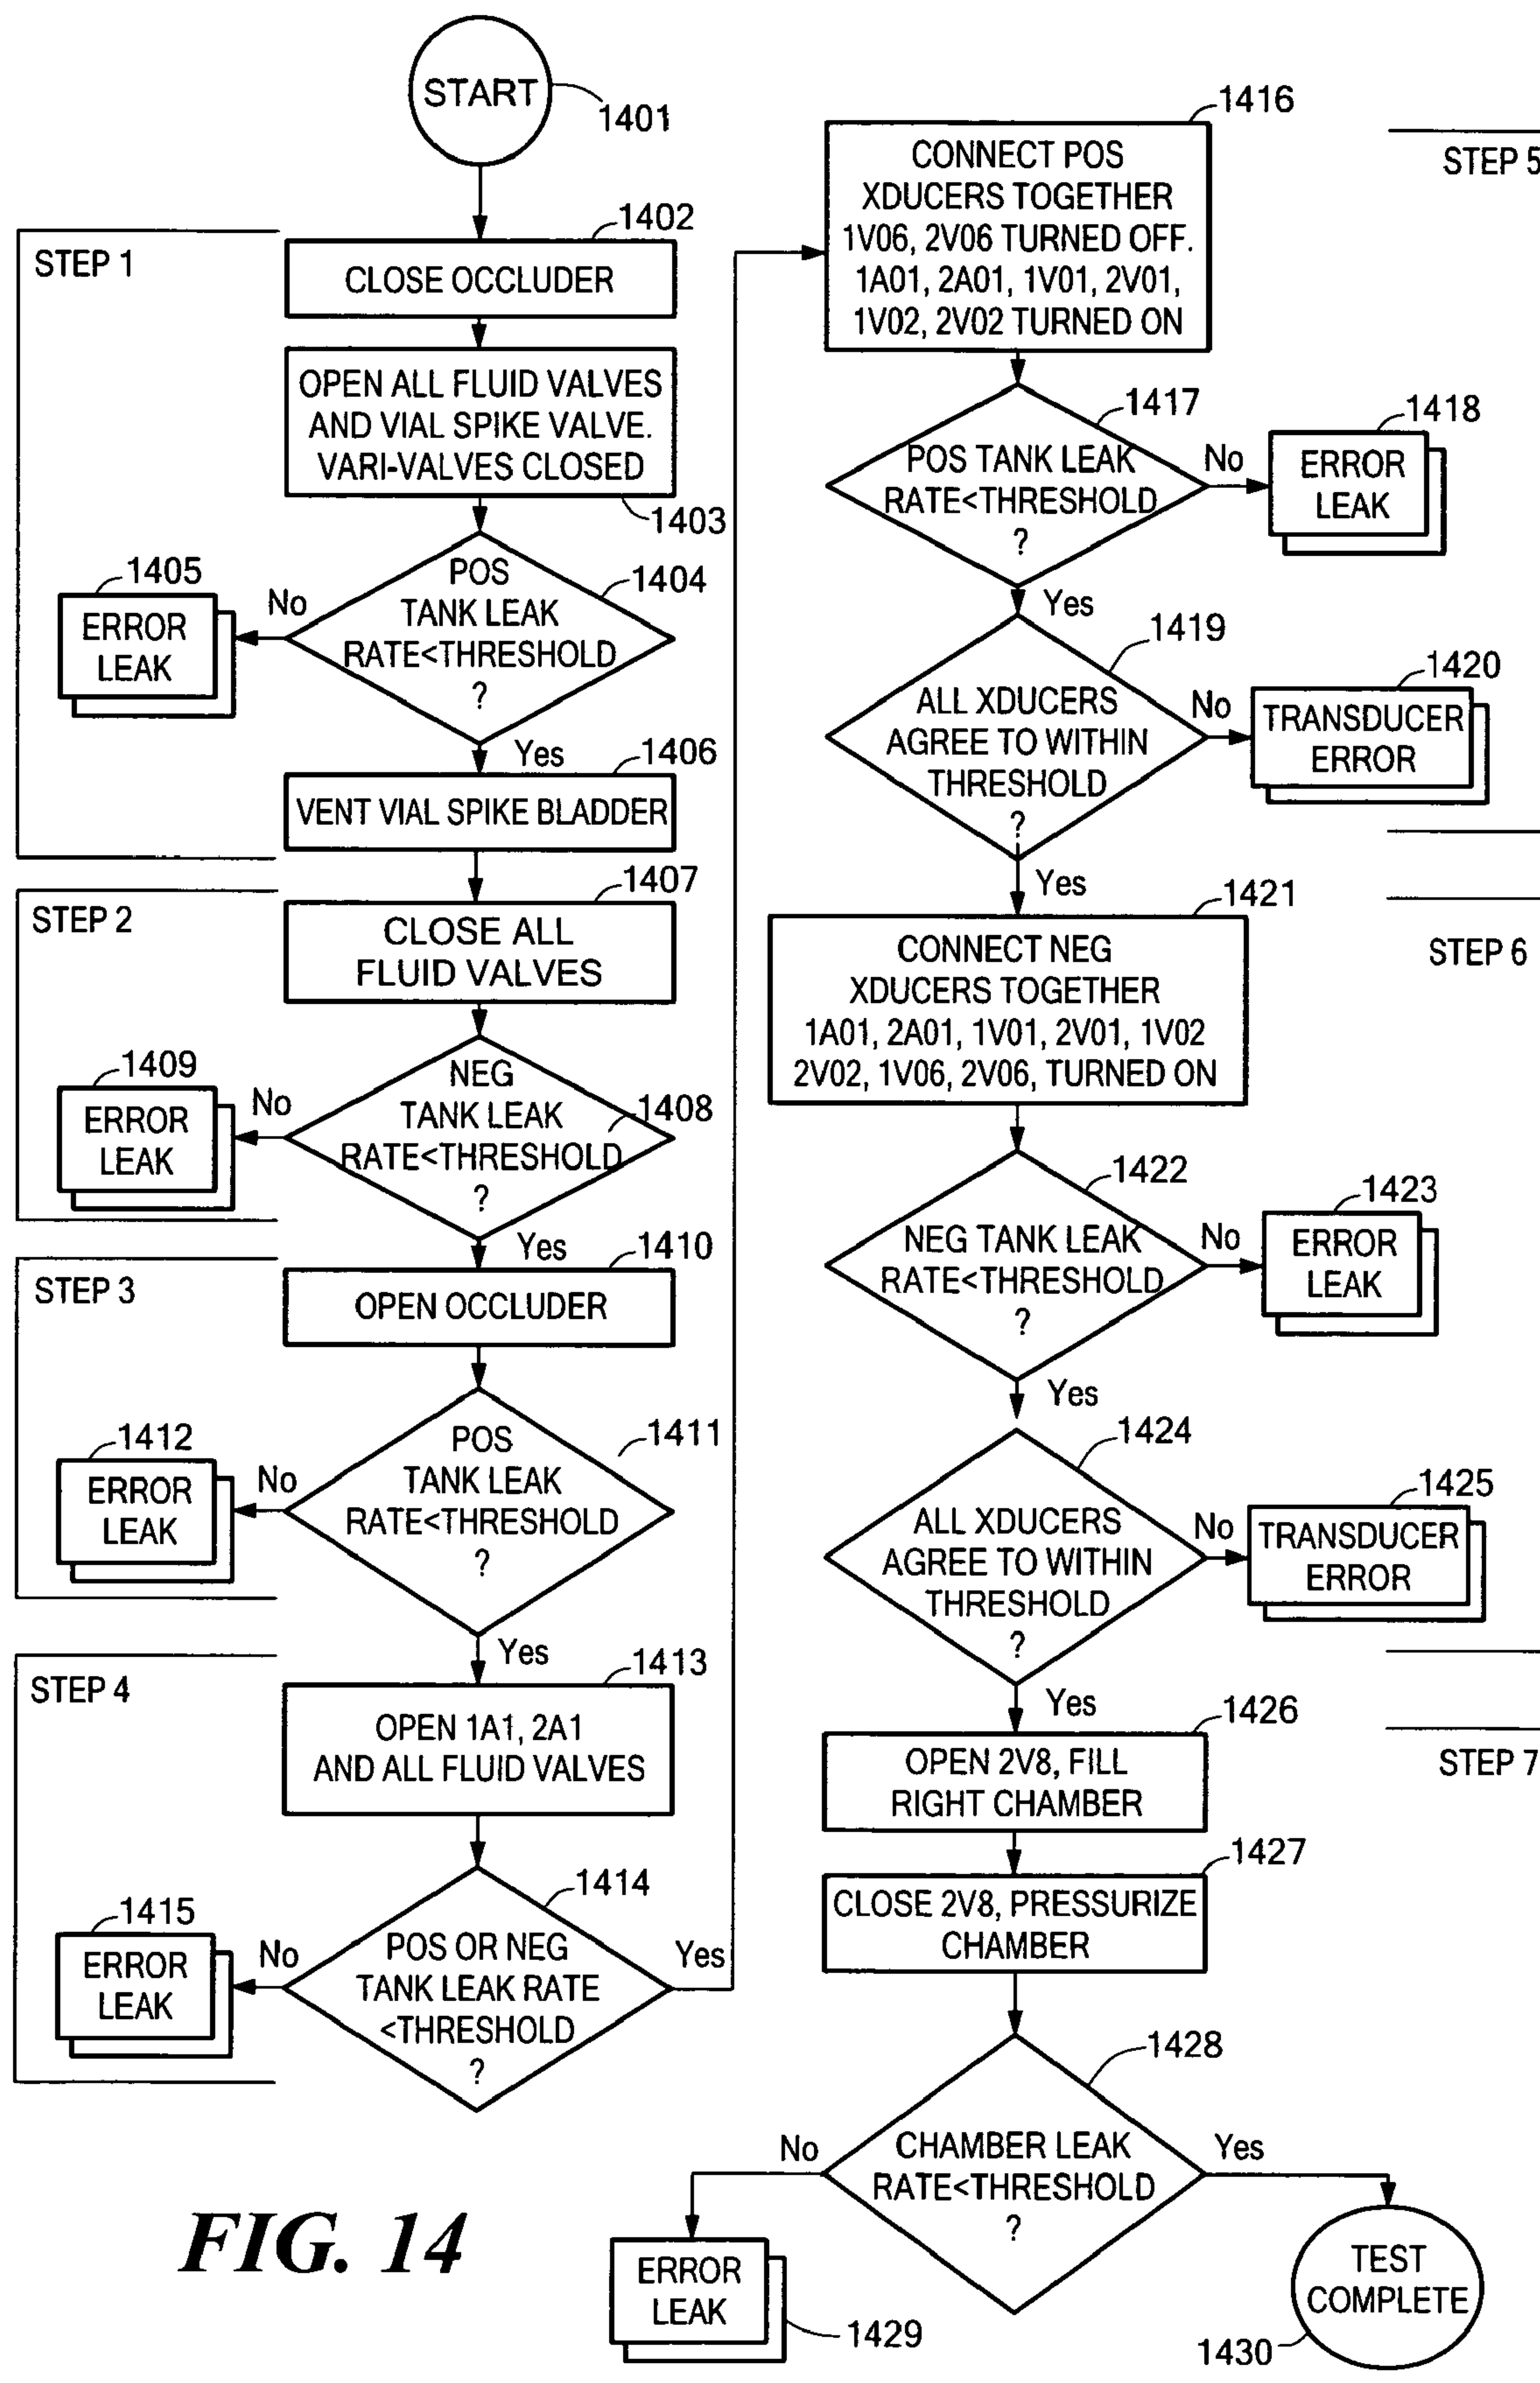 START
1401
STEP 1
1402
CLOSE OCCLUDER
OPEN ALL FLUID VALVES
AND VIAL SPIKE VALVE.
VARI-VALVES CLOSED
1403
POS
TANK LEAK
RATE<THRESHOLD
?
1404
No
1405
ERROR
LEAK
Yes
1406
VENT VIAL SPIKE BLADDER
STEP 2
1407
CLOSE ALL
FLUID VALVES
NEG
TANK LEAK
RATE<THRESHOLD
?
1408
No
1409
ERROR
LEAK
Yes
STEP 3
1410
OPEN OCCLUDER
POS
TANK LEAK
RATE<THRESHOLD
?
1411
No
1412
ERROR
LEAK
Yes
STEP 4
1413
OPEN 1A1, 2A1
AND ALL FLUID VALVES
1414
POS OR NEG
TANK LEAK RATE
<THRESHOLD
?
No
1415
ERROR
LEAK
Yes
STEP 5
1416
CONNECT POS
XDUCERS TOGETHER
1V06, 2V06 TURNED OFF.
1A01, 2A01, 1V01, 2V01,
1V02, 2V02 TURNED ON
1417
POS TANK LEAK
RATE<THRESHOLD
?
No
1418
ERROR
LEAK
Yes
1419
ALL XDUCERS
AGREE TO WITHIN
THRESHOLD
?
No
1420
TRANSDUCER
ERROR
Yes
STEP 6
1421
CONNECT NEG
XDUCERS TOGETHER
1A01, 2A01, 1V01, 2V01, 1V02
2V02, 1V06, 2V06, TURNED ON
1422
NEG TANK LEAK
RATE<THRESHOLD
?
No
1423
ERROR
LEAK
Yes
1424
ALL XDUCERS
AGREE TO WITHIN
THRESHOLD
?
No
1425
TRANSDUCER
ERROR
Yes
STEP 7
1426
OPEN 2V8, FILL
RIGHT CHAMBER
1427
CLOSE 2V8, PRESSURIZE
CHAMBER
1428
CHAMBER LEAK
RATE<THRESHOLD
?
No
ERROR
LEAK
1429
Yes
TEST
COMPLETE
1430
FIG. 14